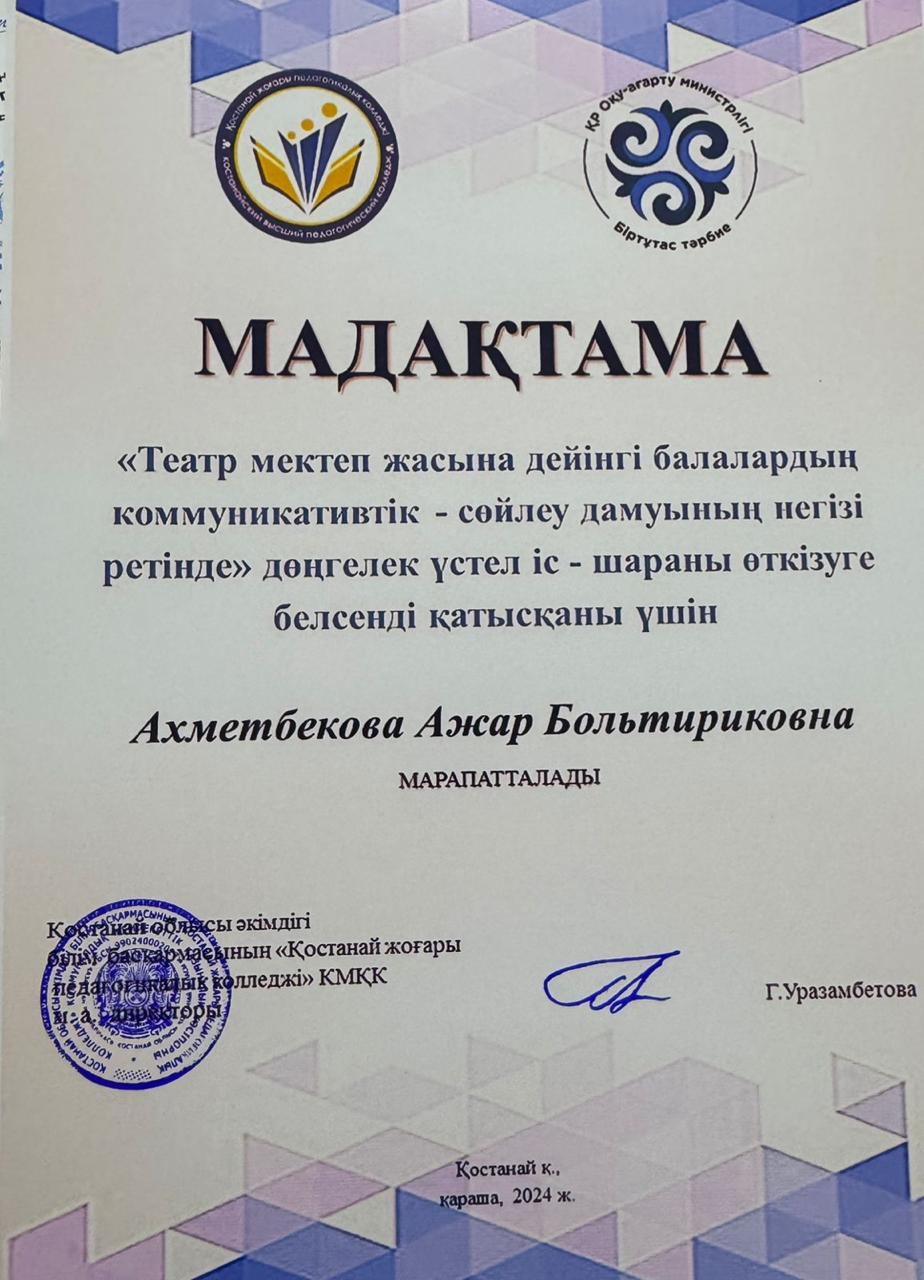 Қостанай жоғары педагогикалық колледжі
костанайский высший педагогический колледж
ҚР Оқу-ағарту министрлігі
Біртұтас тәрбие
МАДАҚТАМА
«Театр мектеп жасына дейінгі балалардың
коммуникативтік - сөйлеу дамуының негізі
ретінде» дөңгелек үстел іс - шараны өткізуге
белсенді қатысқаны үшін
Ахметбекова Ажар Больтириковна
МАРАПАТТАЛАДЫ
Қостанай облысы әкімдігі
білім басқармасының «Қостанай жоғары
педагогикалық колледжі» КМҚК
м. а. директоры
Г.Уразамбетова
Қостанай қ.,
қараша, 2024 ж.